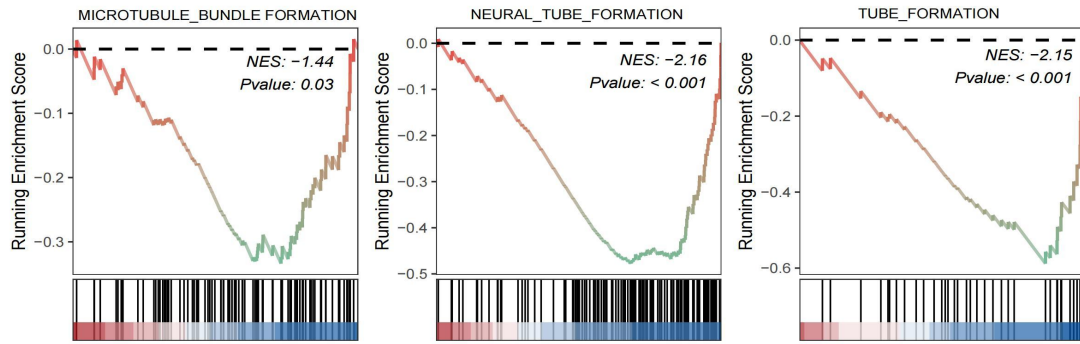 MICROTUBULE_BUNDLE FORMATION
NES: −1.44
Pvalue: 0.03
Running Enrichment Score
0.0
−0.1
−0.2
−0.3
NEURAL_TUBE_FORMATION
NES: −2.16
Pvalue: < 0.001
Running Enrichment Score
0.0
−0.1
−0.2
−0.3
−0.4
−0.5
TUBE_FORMATION
NES: −2.15
Pvalue: < 0.001
Running Enrichment Score
0.0
−0.2
−0.4
−0.6